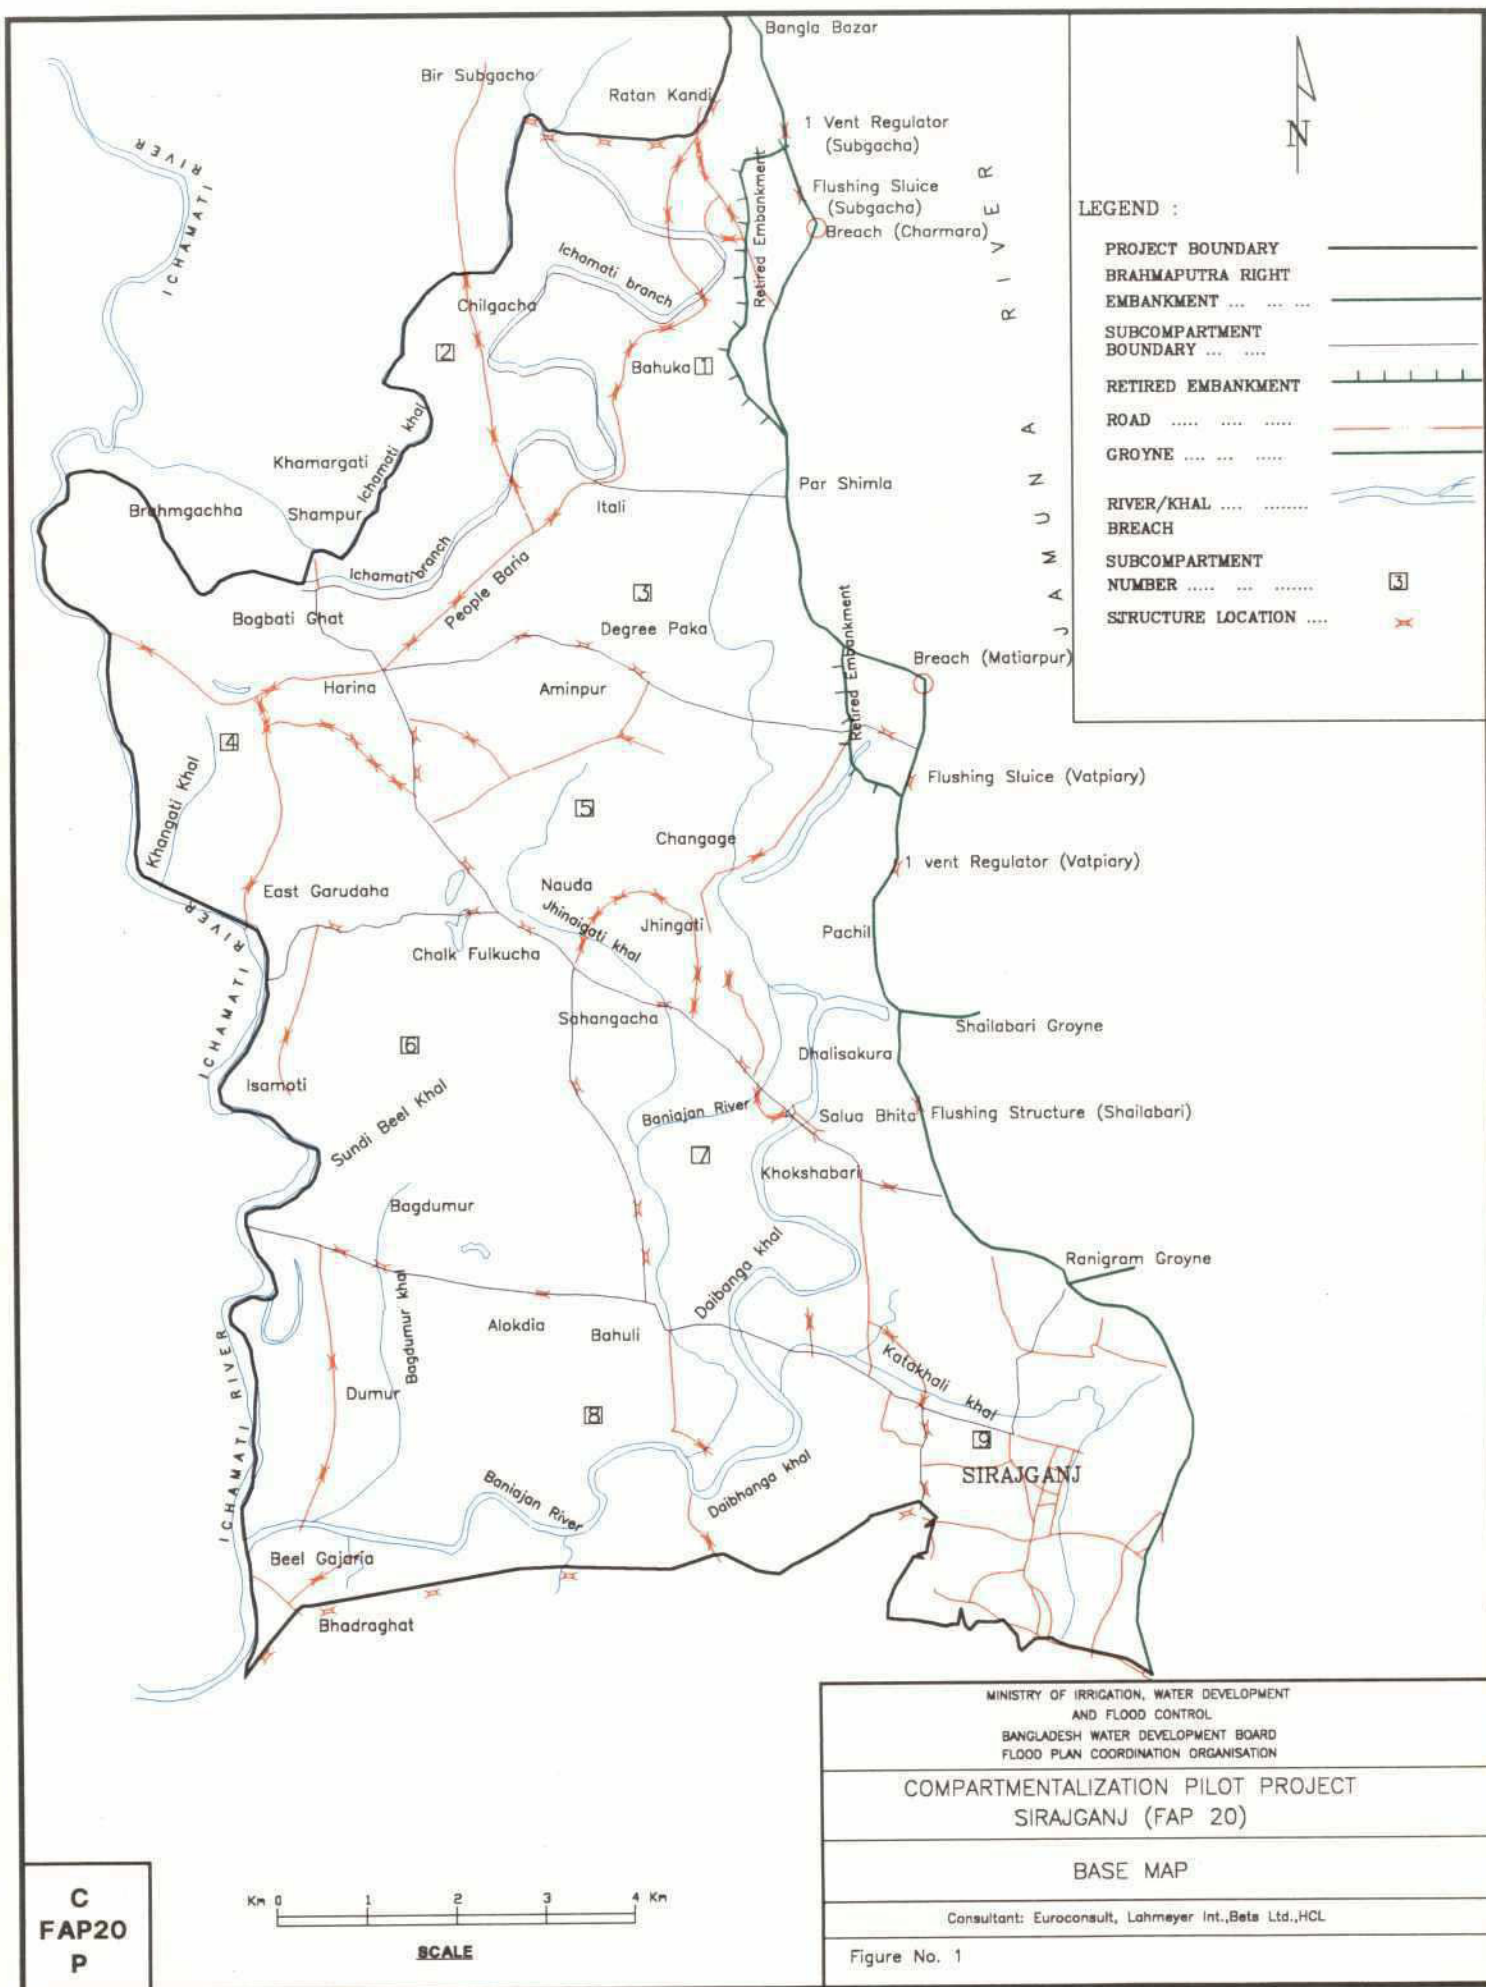 Bangla Bazar
Bir Subgacha
Ratan Kandi
1 Vent Regulator
(Subgacha)
Flushing Sluice
(Subgacha)
Breach (Charmara)
Retired Embankment
ICHAMATI RIVER
Ichamati branch
Chilgacha
2
Bahuka 1
JAMUNA RIVER
N
LEGEND :
PROJECT BOUNDARY
BRAHMAPUTRA RIGHT
EMBANKMENT ... ... ...
SUBCOMPARTMENT
BOUNDARY ... ....
RETIRED EMBANKMENT
ROAD ..... .... .....
GROYNE .... ... .....
RIVER/KHAL .... ........
BREACH
SUBCOMPARTMENT
NUMBER ..... ... .......
3
STRUCTURE LOCATION ....
Khamargati
Ichamati khal
Brahmgachha
Shampur
Itali
Par Shimla
Ichamati branch
People Baria
Bogbati Ghat
3
Degree Paka
Retired Embankment
Breach (Matiarpur)
Harina
Aminpur
4
Khangati Khal
Flushing Sluice (Vatpiary)
5
Changage
1 vent Regulator (Vatpiary)
East Garudaha
Nauda
Jhinaigati khal
Jhingati
Pachil
Chalk Fulkucha
ICHAMATI RIVER
Sahangacha
Shailabari Groyne
6
Dhalisakura
Isamoti
Sundi Beel Khal
Baniajan River
Salua Bhita
Flushing Structure (Shailabari)
7
Khokshabari
Bagdumur
Daibanga khal
Ranigram Groyne
Bagdumur khal
Alokdia
Bahuli
ICHAMATI RIVER
Dumur
Katakhali khal
8
9
SIRAJGANJ
Baniajan River
Daibhanga khal
Beel Gajaria
Bhadraghat
MINISTRY OF IRRIGATION, WATER DEVELOPMENT
AND FLOOD CONTROL
BANGLADESH WATER DEVELOPMENT BOARD
FLOOD PLAN COORDINATION ORGANISATION
COMPARTMENTALIZATION PILOT PROJECT
SIRAJGANJ (FAP 20)
BASE MAP
Consultant: Euroconsult, Lahmeyer Int.,Bets Ltd.,HCL
Figure No. 1
C
FAP20
P
Km 0 1 2 3 4 Km
SCALE